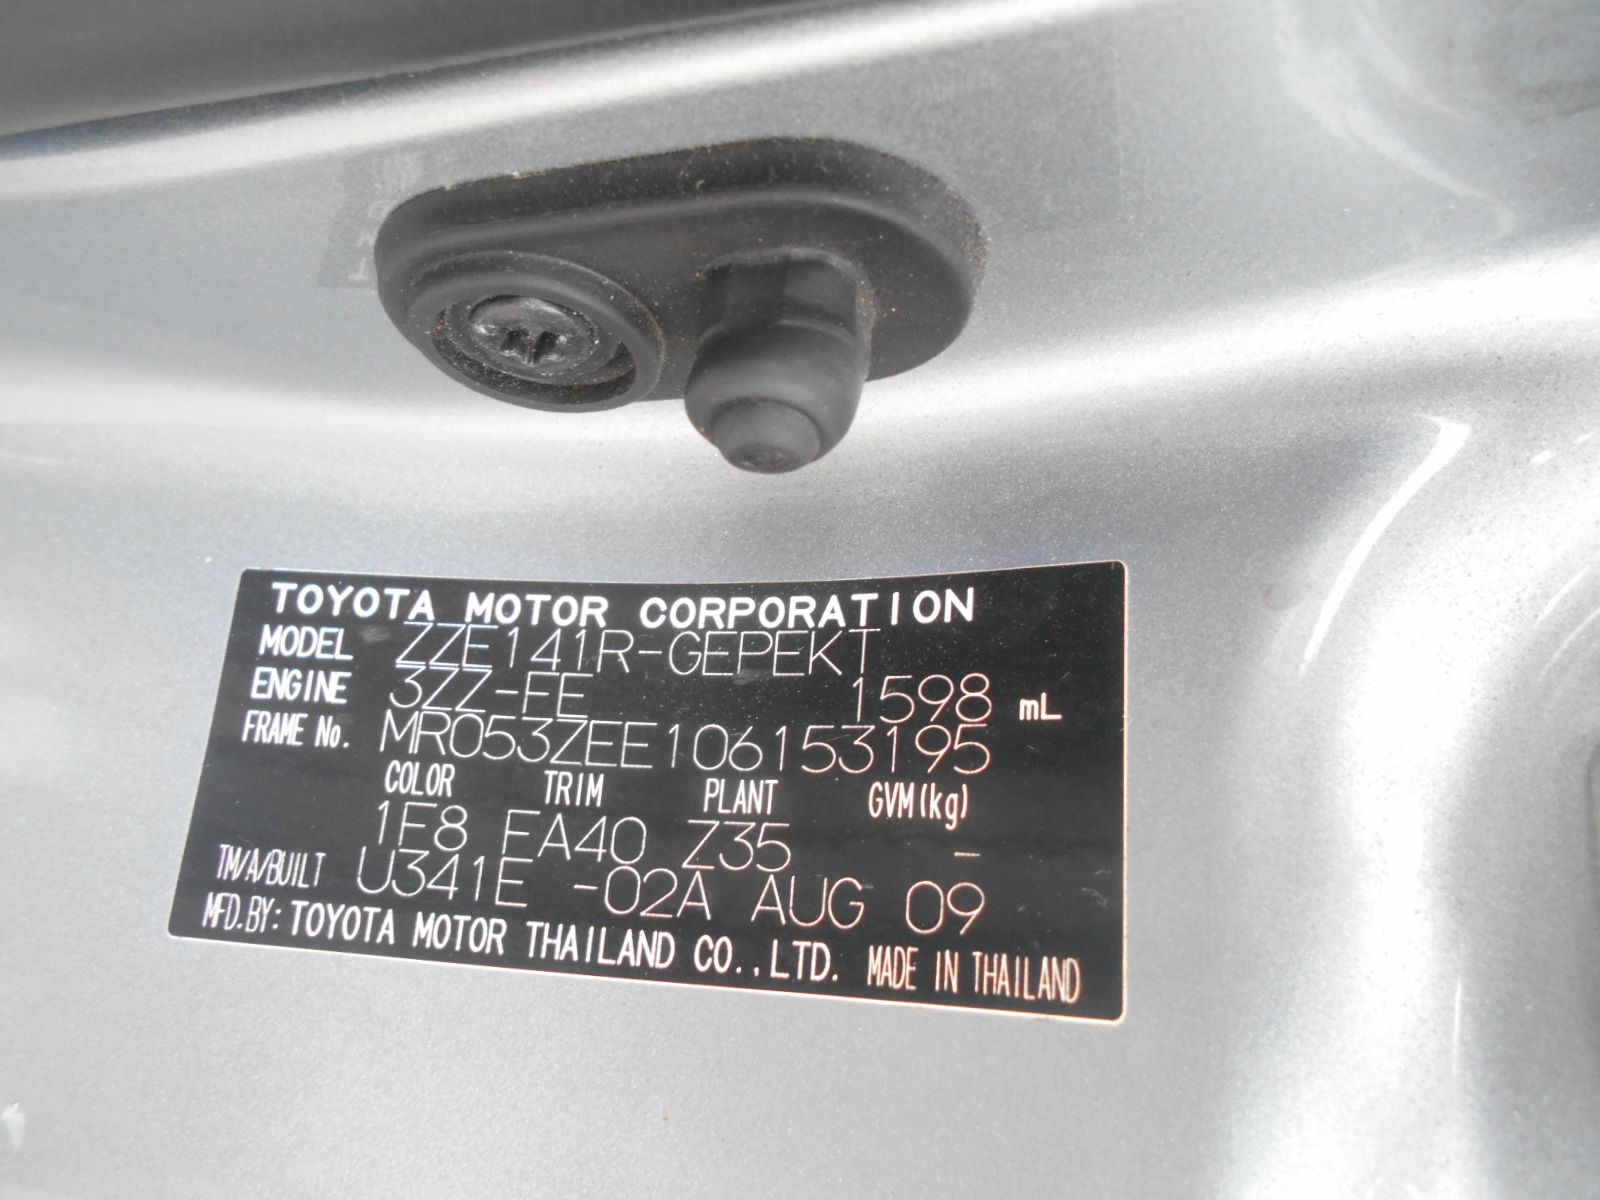 TOYOTA MOTOR CORPORATION
MODEL ZZE141R-GEPEKT
ENGINE 3ZZ-FE 1598 mL
FRAME No. MR053ZEE106153195
COLOR TRIM PLANT GVM(kg)
1F8 FA40 Z35 -
TM/A/BUILT U341E -02A AUG 09
MFD.BY: TOYOTA MOTOR THAILAND CO.,LTD. MADE IN THAILAND